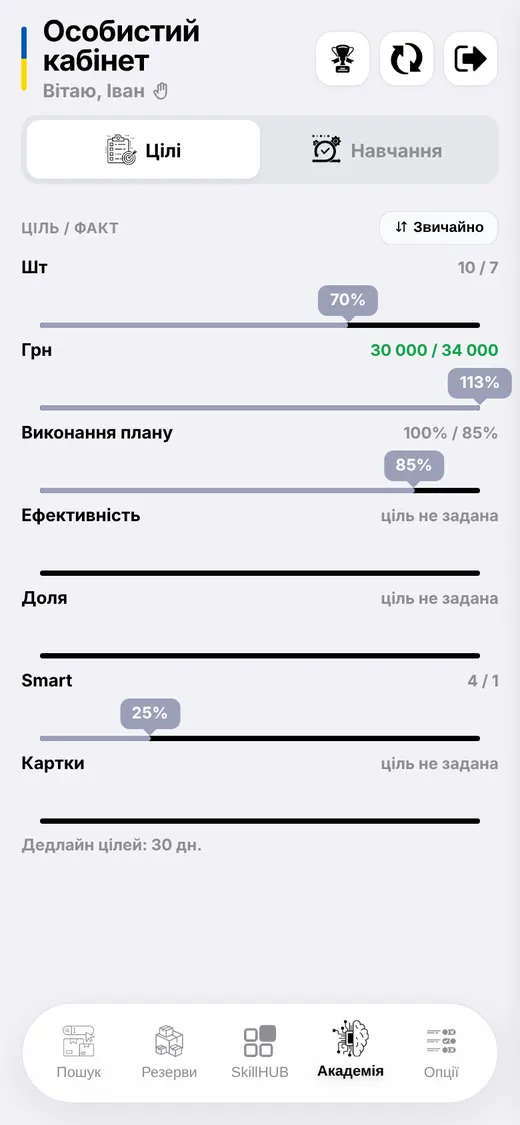 Особистий
кабінет
Вітаю, Іван
Цілі
Навчання
ЦІЛЬ / ФАКТ
Звичайно
Шт
10 / 7
70%
Грн
30 000 / 34 000
113%
Виконання плану
100% / 85%
85%
Ефективність
ціль не задана
Доля
ціль не задана
Smart
4 / 1
25%
Картки
ціль не задана
Дедлайн цілей: 30 дн.
Пошук
Резерви
SkillHUB
Академія
Опції